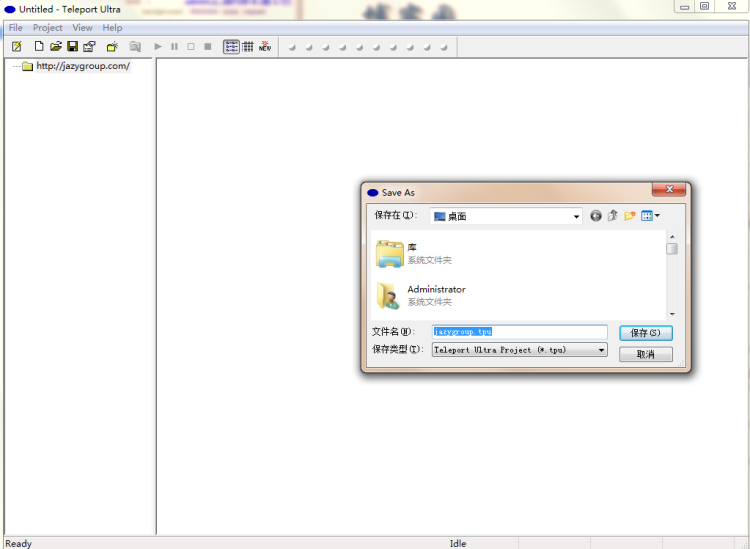 Untitled - Teleport Ultra
File Project View Help
NEW
http://jazygroup.com/
Save As
保存在(I):
桌面
库
系统文件夹
Administrator
系统文件夹
文件名(N):
jazygroup.tpu
保存(S)
保存类型(T):
Teleport Ultra Project (*.tpu)
取消
Ready
Idle